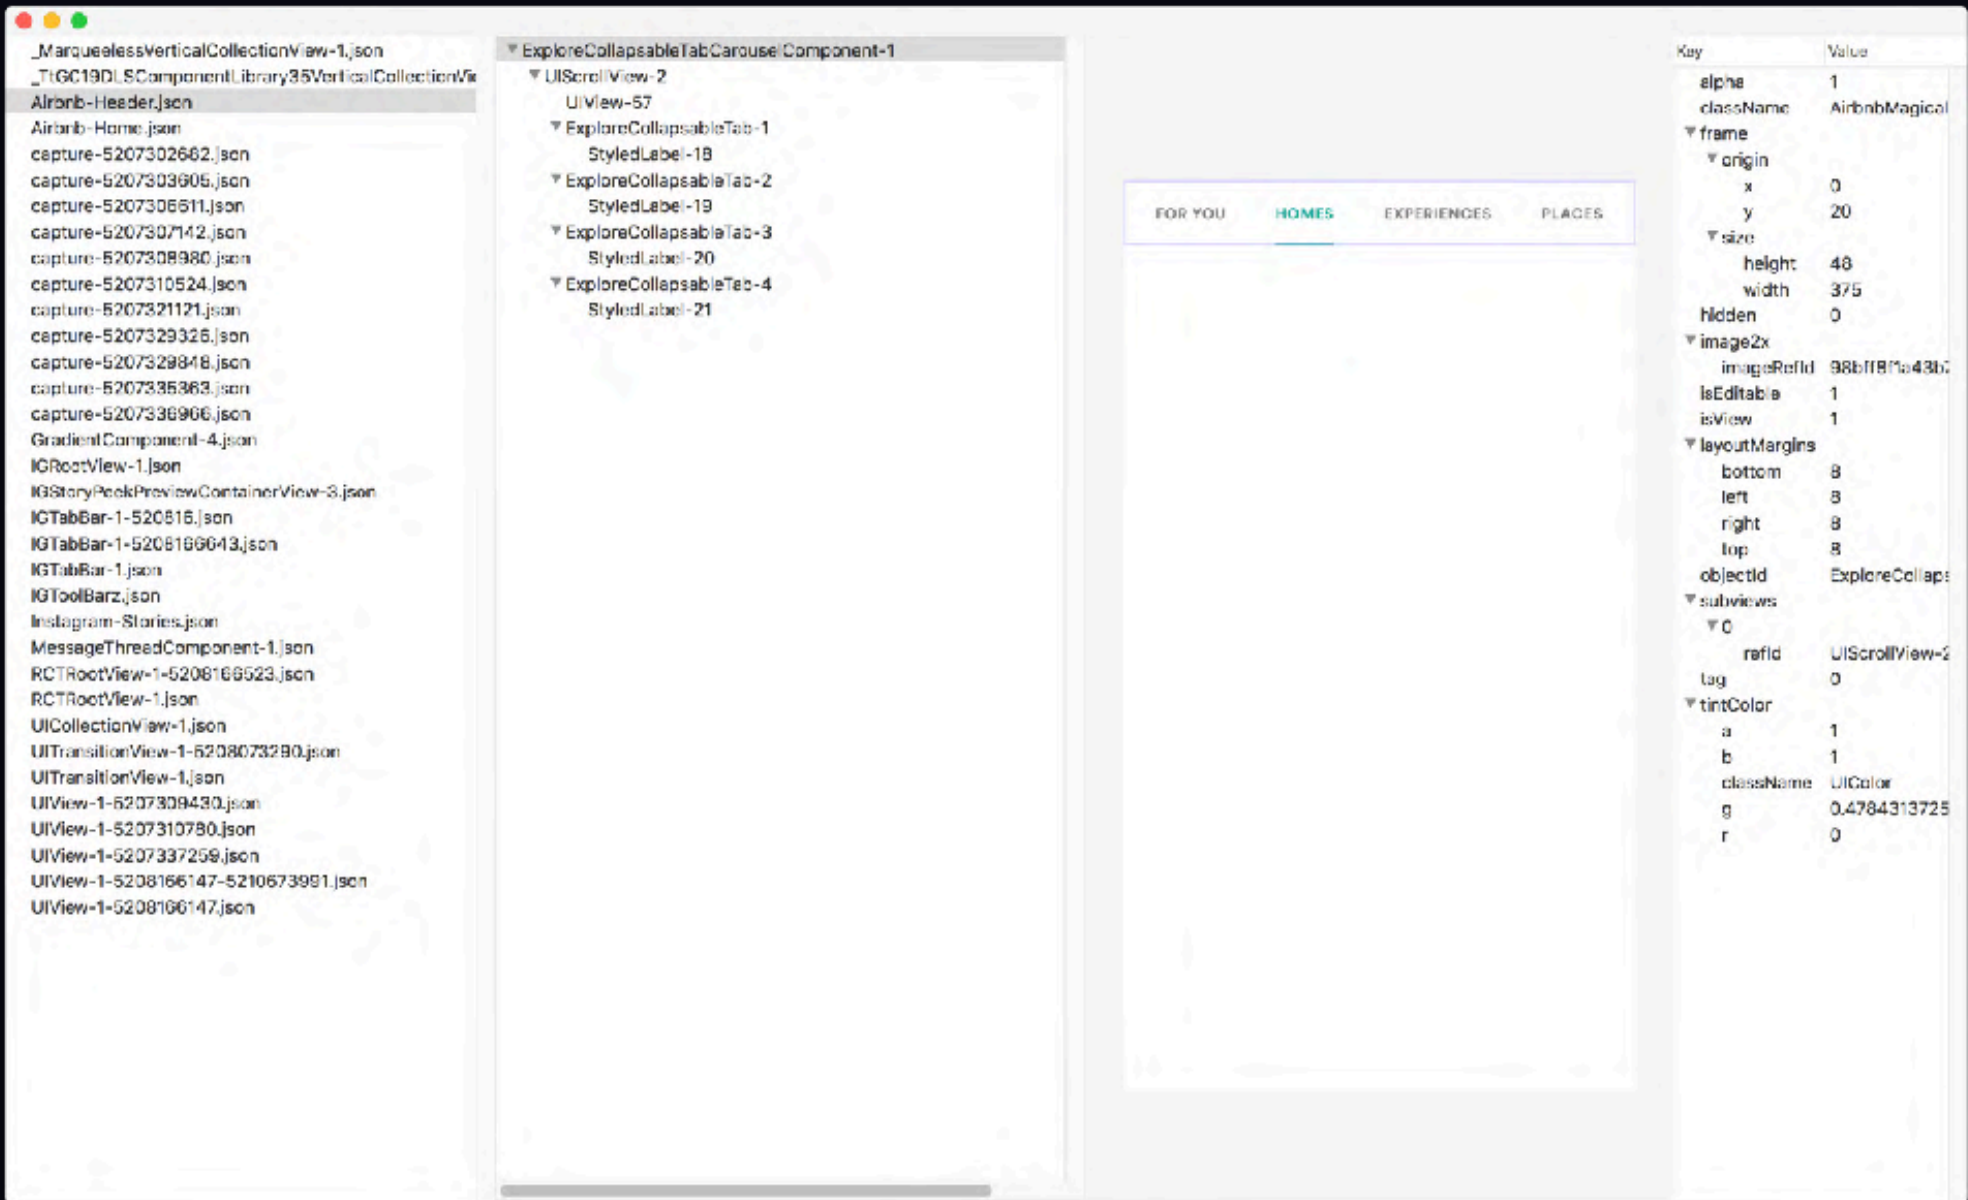 _MarqueelessVerticalCollectionView-1.json
_TtGC19DLSComponentLibrary35VerticalCollectionVie
Airbnb-Header.json
Airbnb-Home.json
capture-5207302662.json
capture-5207303605.json
capture-5207306611.json
capture-5207307142.json
capture-5207308980.json
capture-5207310524.json
capture-5207321121.json
capture-5207329326.json
capture-5207329848.json
capture-5207335363.json
capture-5207336966.json
GradientComponent-4.json
IGRootView-1.json
IGStoryPeekPreviewContainerView-3.json
IGTabBar-1-520816.json
IGTabBar-1-5208166643.json
IGTabBar-1.json
IGToolBarz.json
Instagram-Stories.json
MessageThreadComponent-1.json
RCTRootView-1-5208166523.json
RCTRootView-1.json
UICollectionView-1.json
UITransitionView-1-5208073290.json
UITransitionView-1.json
UIView-1-5207309430.json
UIView-1-5207310780.json
UIView-1-5207337259.json
UIView-1-5208166147-5210673991.json
UIView-1-5208166147.json
ExploreCollapsableTabCarouselComponent-1
UIScrollView-2
UIView-57
ExploreCollapsableTab-1
StyledLabel-18
ExploreCollapsableTab-2
StyledLabel-19
ExploreCollapsableTab-3
StyledLabel-20
ExploreCollapsableTab-4
StyledLabel-21
FOR YOU HOMES EXPERIENCES PLACES
Key Value
alpha 1
className AirbnbMagical
frame
origin
x 0
y 20
size
height 48
width 375
hidden 0
image2x
imageRefId 98bff8f1a43b
isEditable 1
isView 1
layoutMargins
bottom 8
left 8
right 8
top 8
objectId ExploreCollaps
subviews
0
refId UIScrollView-2
tag 0
tintColor
a 1
b 1
className UIColor
g 0.4784313725
r 0